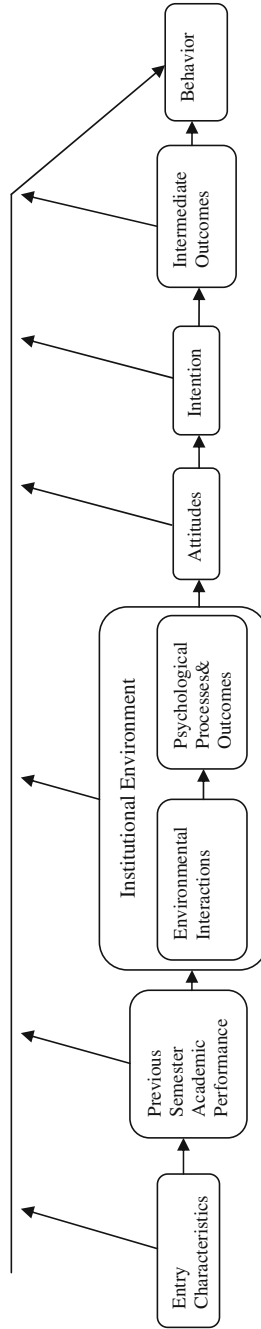 Entry
Characteristics
Previous
Semester
Academic
Performance
Institutional Environment
Environmental
Interactions
Psychological
Processes&
Outcomes
Attitudes
Intention
Intermediate
Outcomes
Behavior